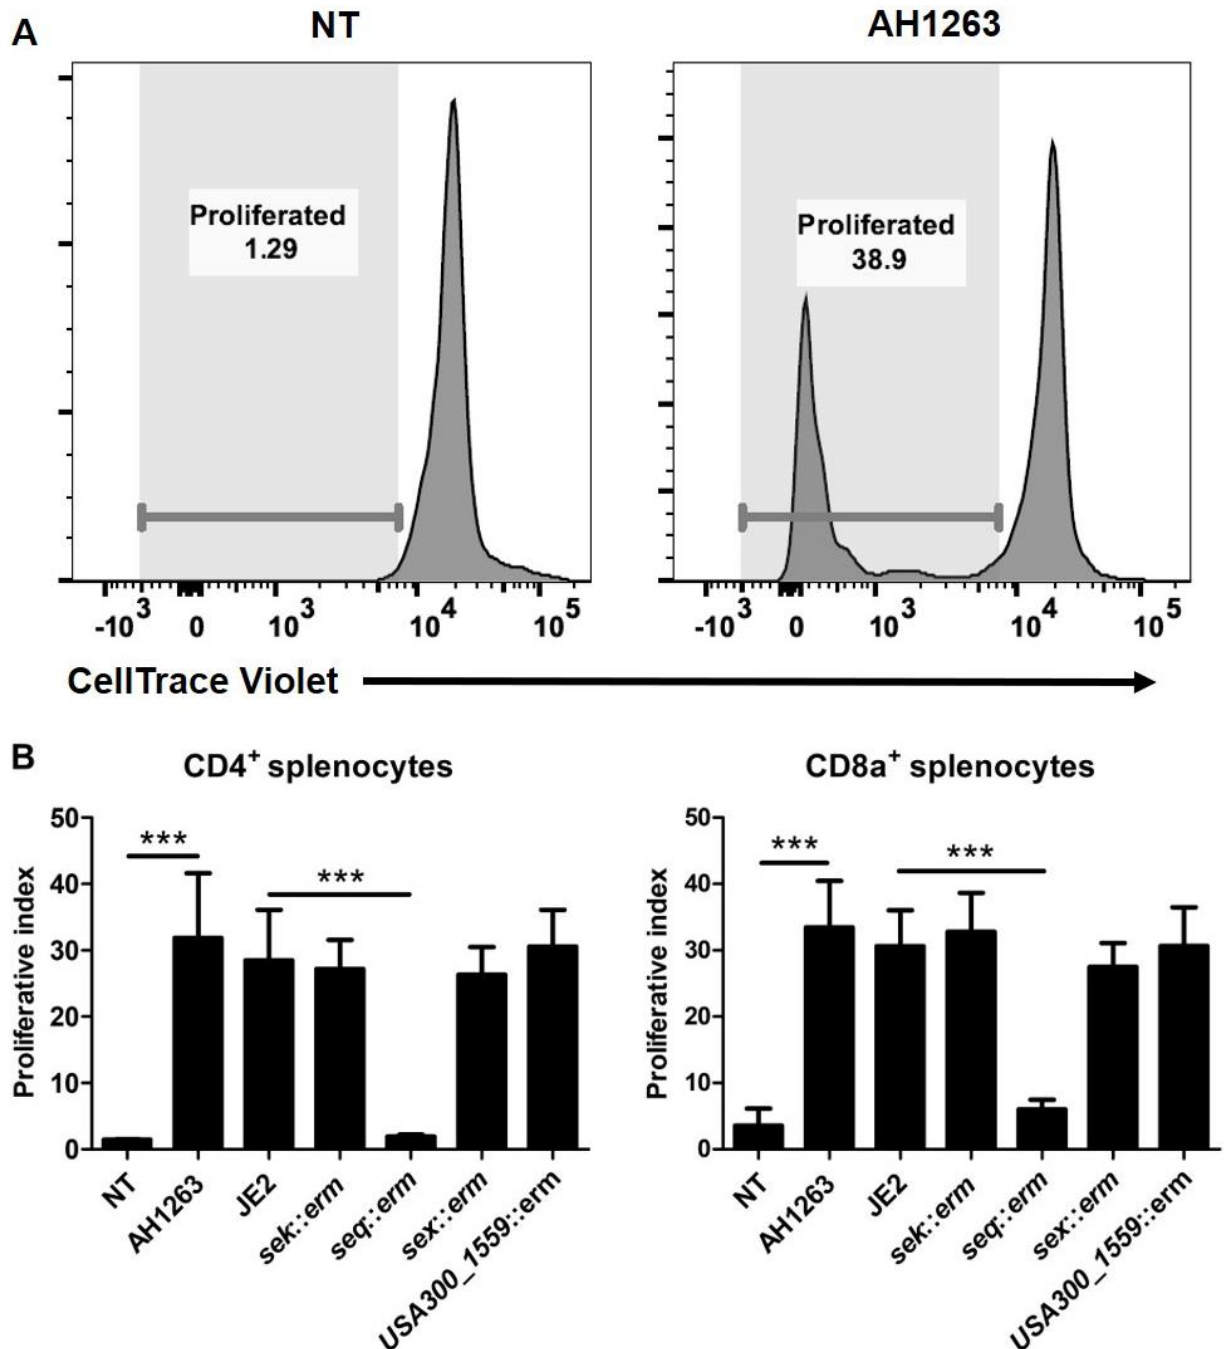 A
NT
AH1263
Proliferated
1.29
Proliferated
38.9
-10³ 0 10³ 10⁴ 10⁵
-10³ 0 10³ 10⁴ 10⁵
CellTrace Violet
B
CD4⁺ splenocytes
Proliferative index
50
40
30
20
10
0
***
***
NT
AH1263
JE2
sek::erm
seq::erm
sex::erm
USA300_1559::erm
CD8a⁺ splenocytes
Proliferative index
50
40
30
20
10
0
***
***
NT
AH1263
JE2
sek::erm
seq::erm
sex::erm
USA300_1559::erm